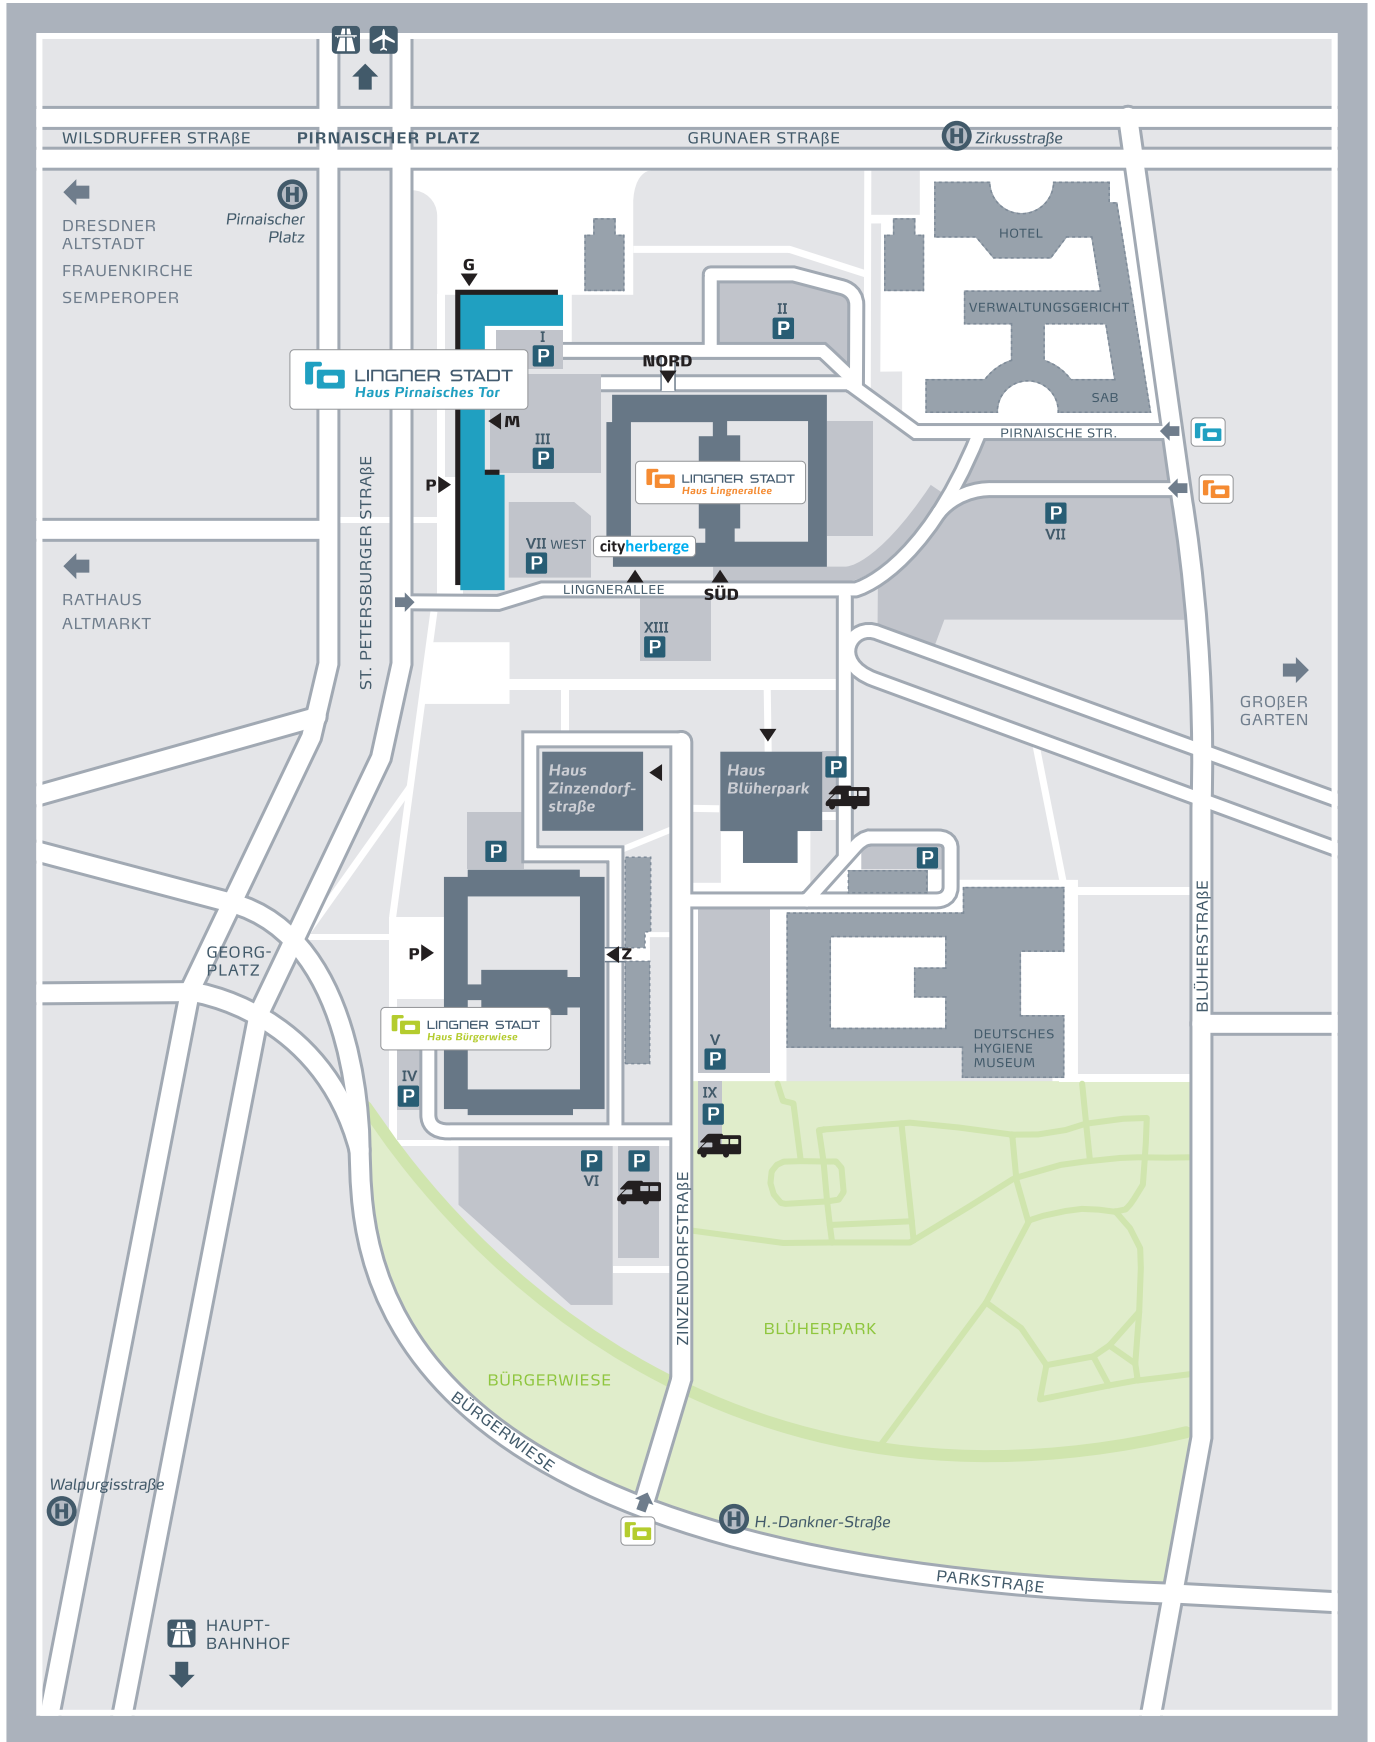 WILSDRUFFER STRAßE
PIRNAISCHER PLATZ
GRUNAER STRAßE
H
Zirkusstraße
H
Pirnaischer
Platz
DRESDNER
ALTSTADT
FRAUENKIRCHE
SEMPEROPER
HOTEL
VERWALTUNGSGERICHT
SAB
G
I
P
II
P
NORD
LINGNER STADT
Haus Pirnaisches Tor
M
III
P
P
PIRNAISCHE STR.
LINGNER STADT
Haus Lingnerallee
P
VII
VII WEST
P
cityherberge
LINGNERALLEE
SÜD
ST. PETERSBURGER STRAßE
RATHAUS
ALTMARKT
XIII
P
GROßER
GARTEN
Haus
Zinzendorf-
straße
Haus
Blüherpark
P
P
P
BLÜHERSTRAßE
GEORG-
PLATZ
P
Z
LINGNER STADT
Haus Bürgerwiese
DEUTSCHES
HYGIENE
MUSEUM
V
P
IV
P
IX
P
P
VI
P
ZINZENDORFSTRAßE
BLÜHERPARK
BÜRGERWIESE
BÜRGERWIESE
Walpurgisstraße
H
H
H.-Dankner-Straße
PARKSTRAßE
HAUPT-
BAHNHOF